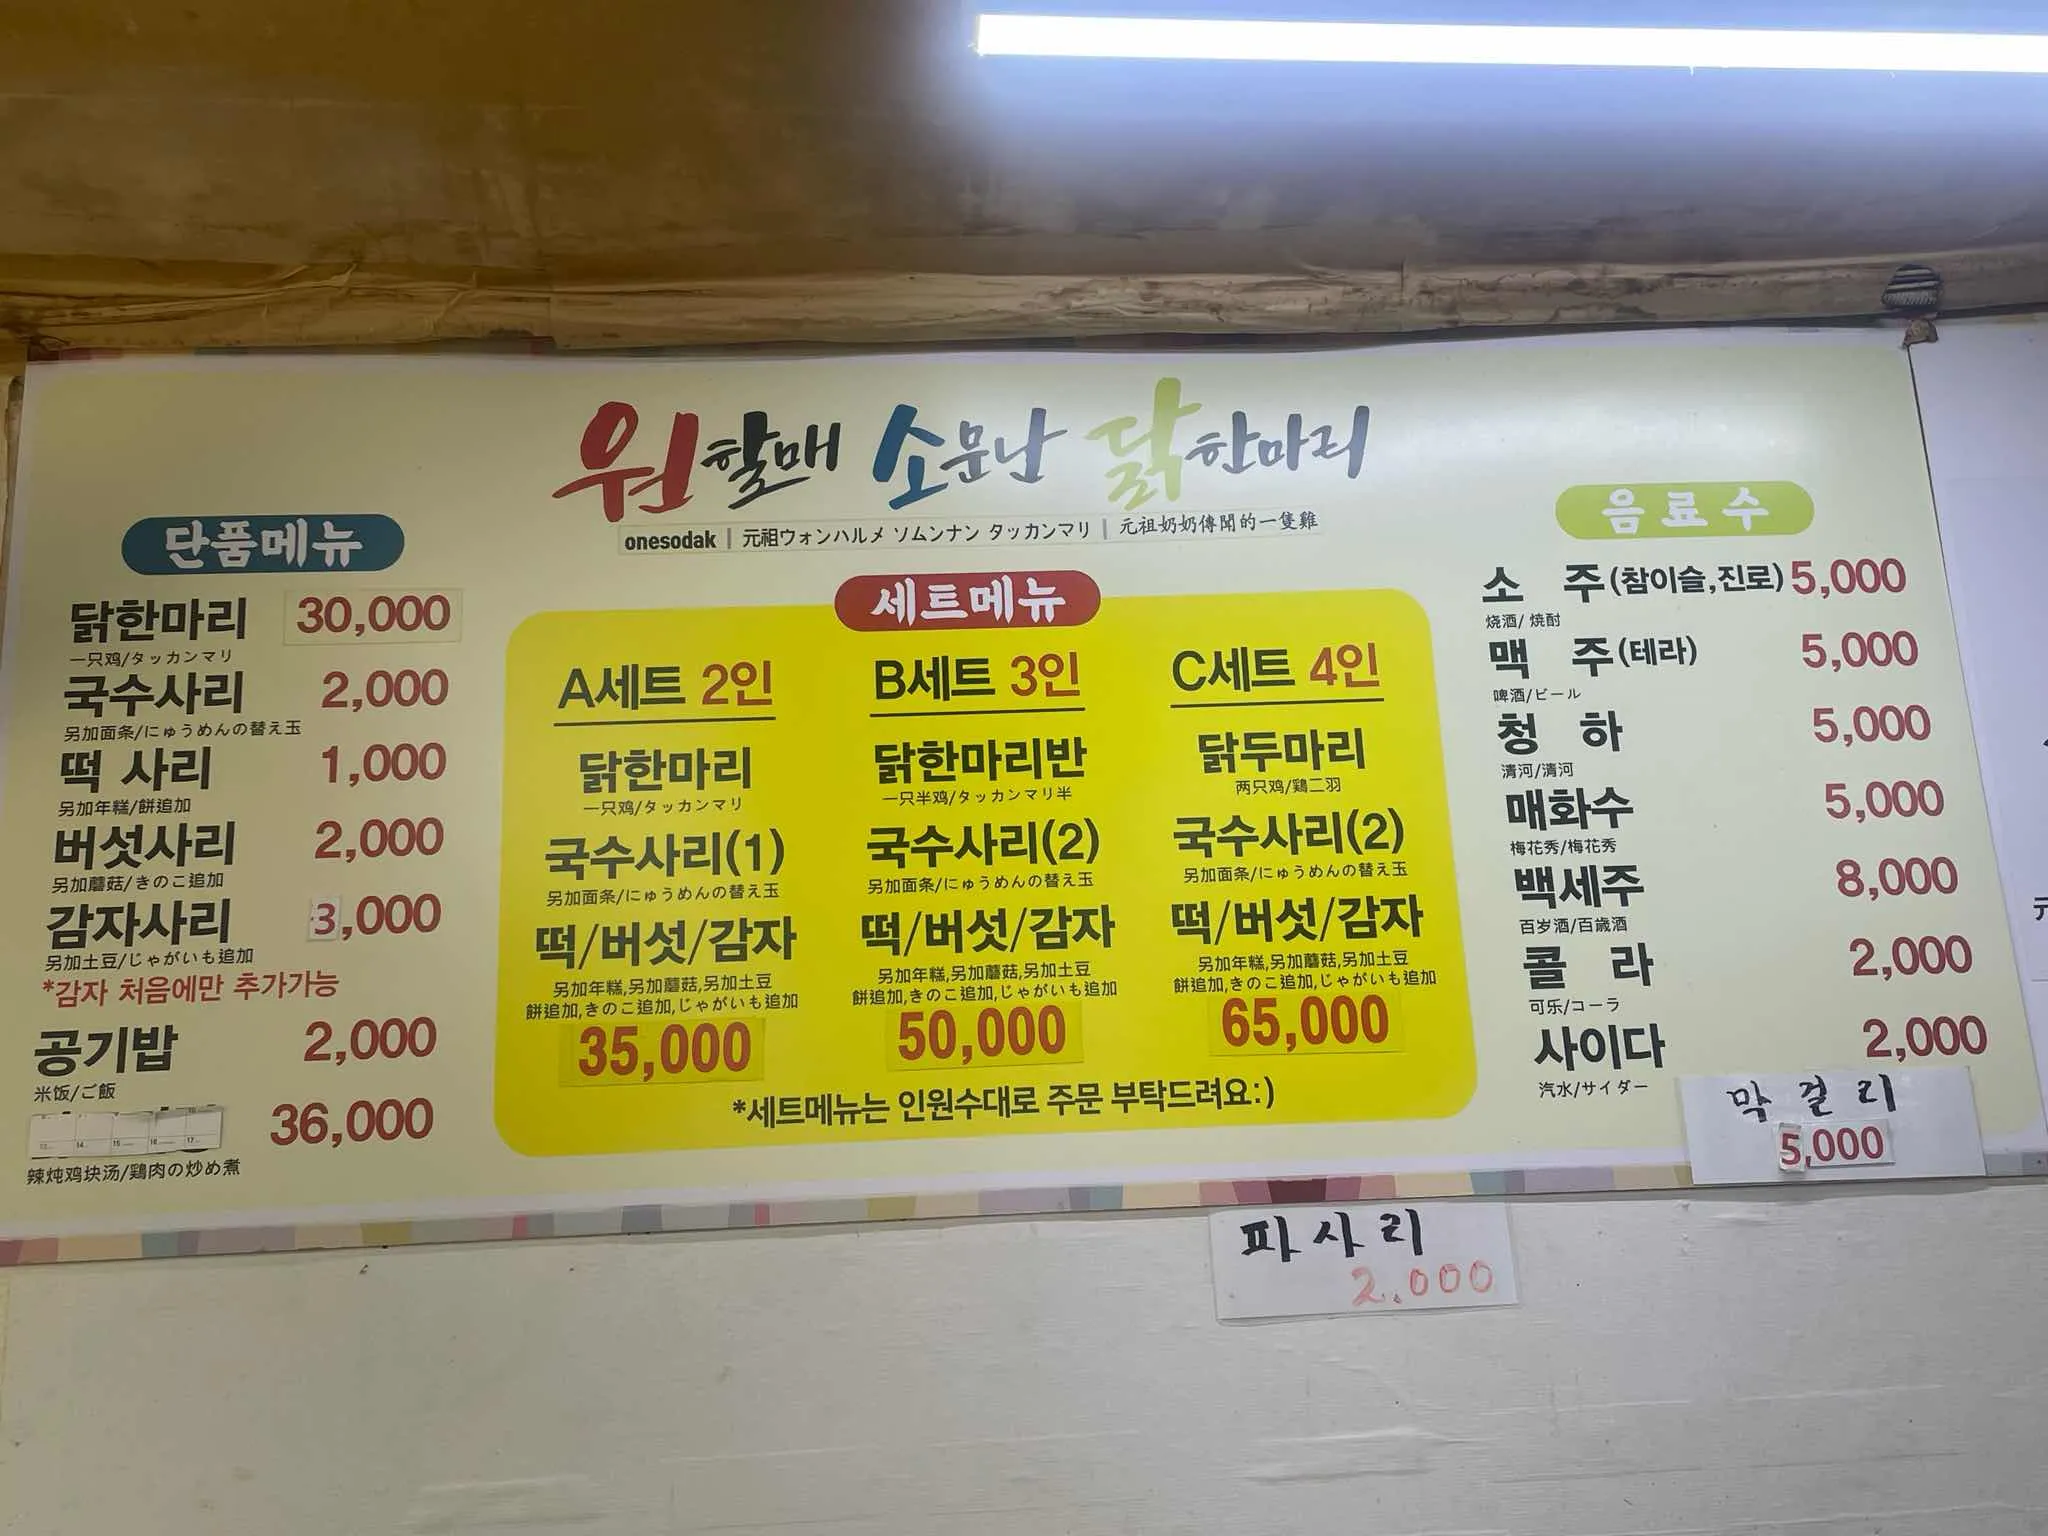 원할매 소문난 닭한마리
onesodak | 元祖ウォンハルメ ソムンナン タッカンマリ | 元祖奶奶傳聞的一隻雞
단품메뉴
닭한마리 30,000
一只鸡/タッカンマリ
국수사리 2,000
另加面条/にゅうめんの替え玉
떡 사리 1,000
另加年糕/餅追加
버섯사리 2,000
另加蘑菇/きのこ追加
감자사리 3,000
另加土豆/じゃがいも追加
*감자 처음에만 추가가능
공기밥 2,000
米饭/ご飯
36,000
辣炖鸡块汤/鶏肉の炒め煮
세트메뉴
A세트 2인
닭한마리
一只鸡/タッカンマリ
국수사리(1)
另加面条/にゅうめんの替え玉
떡/버섯/감자
另加年糕,另加蘑菇,另加土豆
餅追加,きのこ追加,じゃがいも追加
35,000
B세트 3인
닭한마리반
一只半鸡/タッカンマリ半
국수사리(2)
另加面条/にゅうめんの替え玉
떡/버섯/감자
另加年糕,另加蘑菇,另加土豆
餅追加,きのこ追加,じゃがいも追加
50,000
C세트 4인
닭두마리
两只鸡/鶏二羽
국수사리(2)
另加面条/にゅうめんの替え玉
떡/버섯/감자
另加年糕,另加蘑菇,另加土豆
餅追加,きのこ追加,じゃがいも追加
65,000
*세트메뉴는 인원수대로 주문 부탁드려요:)
음료수
소 주(참이슬,진로) 5,000
烧酒/焼酎
맥 주(테라) 5,000
啤酒/ビール
청 하 5,000
清河/清河
매화수 5,000
梅花秀/梅花秀
백세주 8,000
百岁酒/百歳酒
콜 라 2,000
可乐/コーラ
사이다 2,000
汽水/サイダー
막걸리
5,000
파사리
2.000